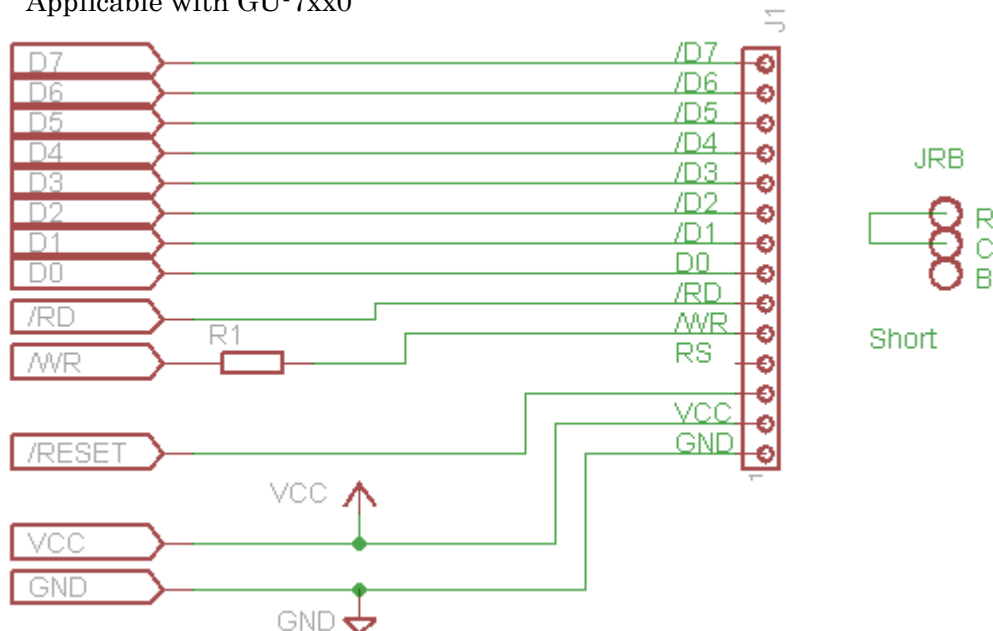 Applicable with GU-7xx0
J1
D7 /D7
D6 /D6
D5 /D5
D4 /D4
D3 /D3
D2 /D2
D1 /D1
D0 D0
/RD /RD
R1
/WR /WR
RS
/RESET
VCC
GND
1
VCC
VCC
GND
GND
JRB
R
C
B
Short